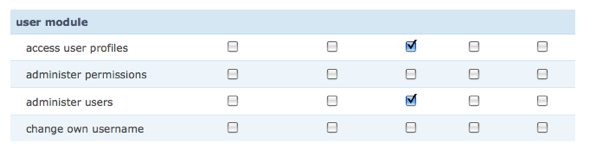 user module
access user profiles
administer permissions
administer users
change own username